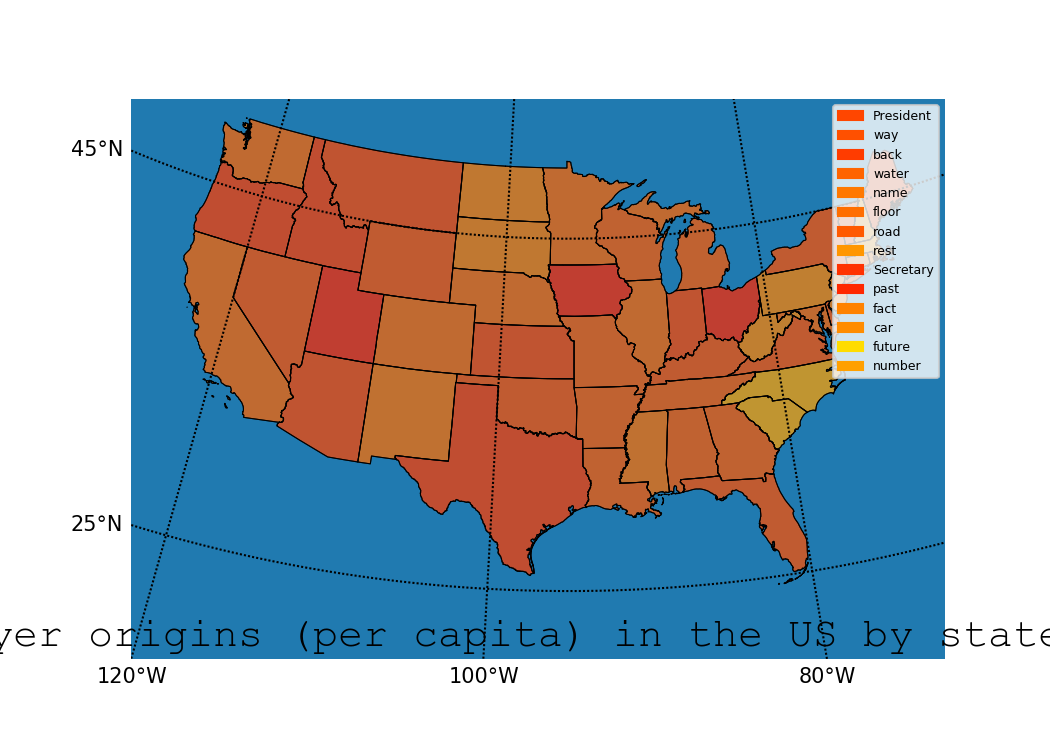 45°N
President
way
back
water
name
floor
road
rest
Secretary
past
fact
car
future
number
25°N
yer origins (per capita) in the US by state
120°W 100°W 80°W